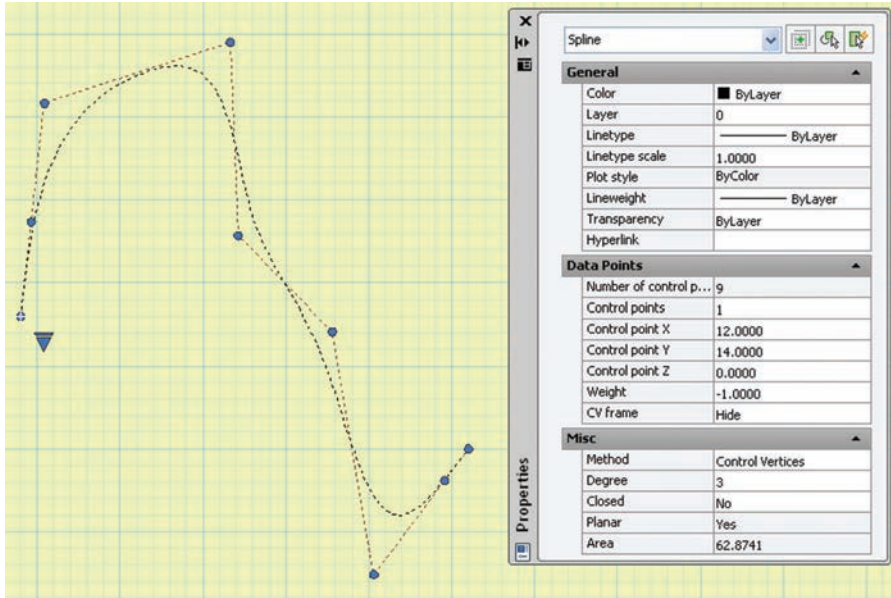 Spline
General
Color ByLayer
Layer 0
Linetype ByLayer
Linetype scale 1.0000
Plot style ByColor
Lineweight ByLayer
Transparency ByLayer
Hyperlink
Data Points
Number of control p... 9
Control points 1
Control point X 12.0000
Control point Y 14.0000
Control point Z 0.0000
Weight -1.0000
CV frame Hide
Misc
Method Control Vertices
Degree 3
Closed No
Planar Yes
Area 62.8741
Properties